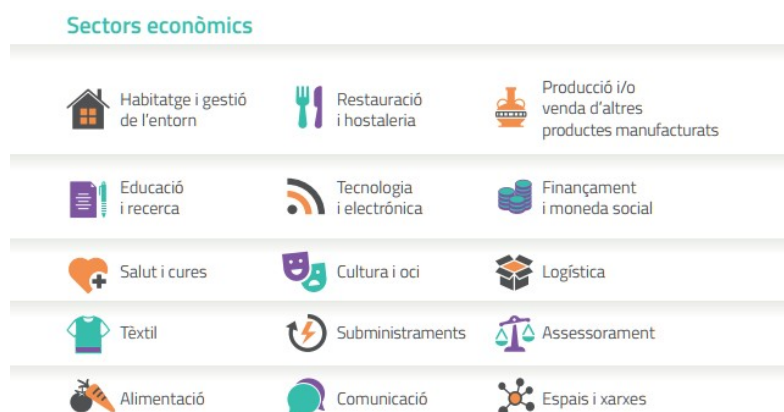 Sectors econòmics
Habitatge i gestió
de l'entorn
Restauració
i hostaleria
Producció i/o
venda d'altres
productes manufacturats
Educació
i recerca
Tecnologia
i electrónica
Finançament
i moneda social
Salut i cures
Cultura i oci
Logística
Tèxtil
Subministraments
Assessorament
Alimentació
Comunicació
Espais i xarxes